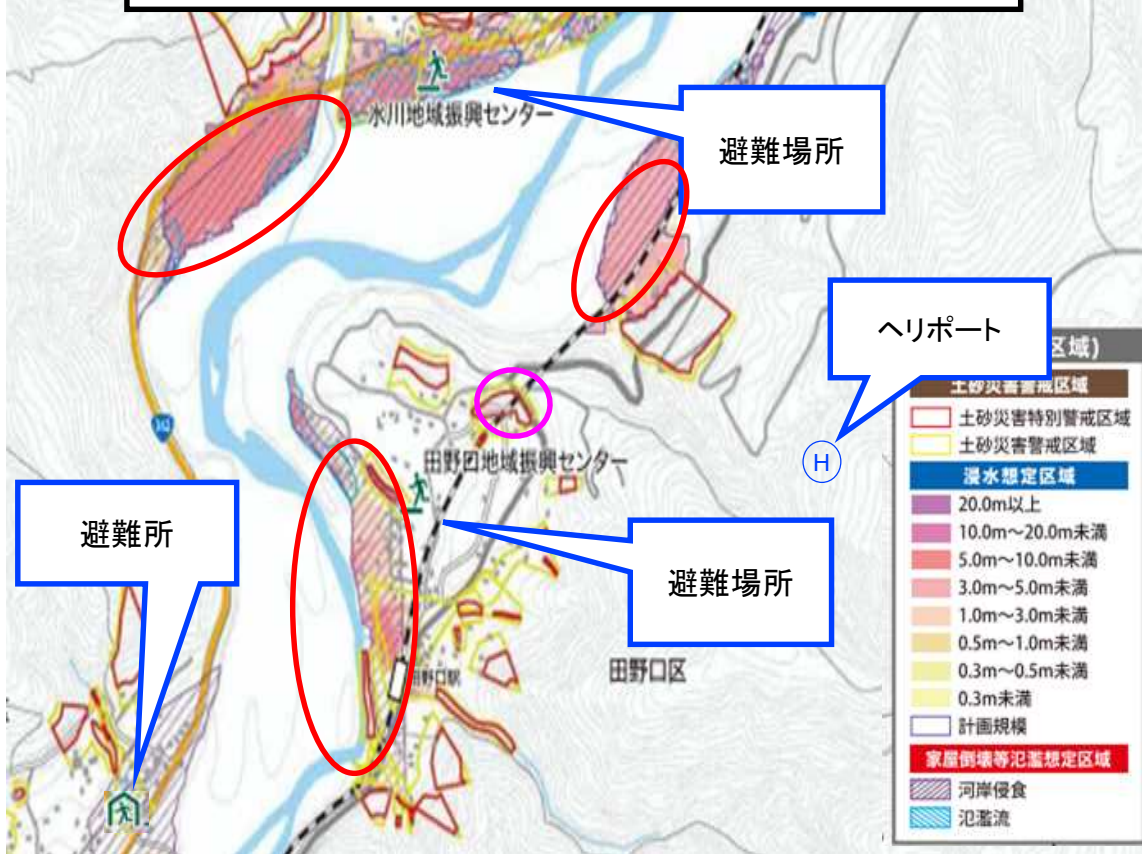 水川地域振興センター
避難場所
ヘリポート
区域)
土砂災害警戒区域
土砂災害特別警戒区域
土砂災害警戒区域
H
浸水想定区域
20.0m以上
10.0m～20.0m未満
5.0m～10.0m未満
3.0m～5.0m未満
1.0m～3.0m未満
0.5m～1.0m未満
0.3m～0.5m未満
0.3m未満
計画規模
家屋倒壊等氾濫想定区域
河岸侵食
氾濫流
田野口地域振興センター
避難所
避難場所
田野口駅
田野口区